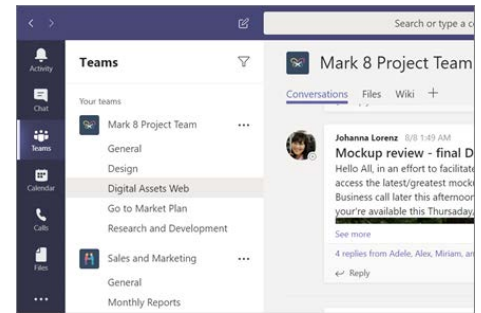 Search or type a c
Activity
Chat
Teams
Calendar
Calls
Files
Teams
Your teams
Mark 8 Project Team
General
Design
Digital Assets Web
Go to Market Plan
Research and Development
Sales and Marketing
General
Monthly Reports
Mark 8 Project Team
Conversations Files Wiki
Johanna Lorenz 8/8 1:49 AM
Mockup review - final D
Hello All, in an effort to facilitate
access the latest/greatest mocku
Business call later this afternoon
your're available this Thursday,
See more
4 replies from Adele, Alex, Miriam, an
Reply